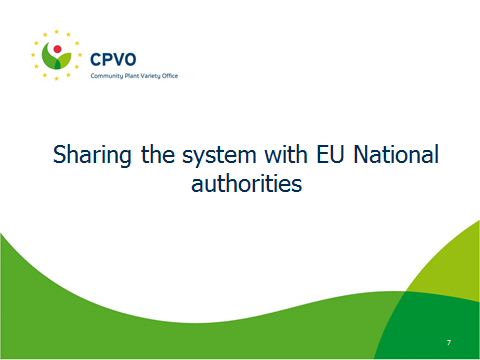 CPVO
Community Plant Variety Office
Sharing the system with EU National
authorities
7